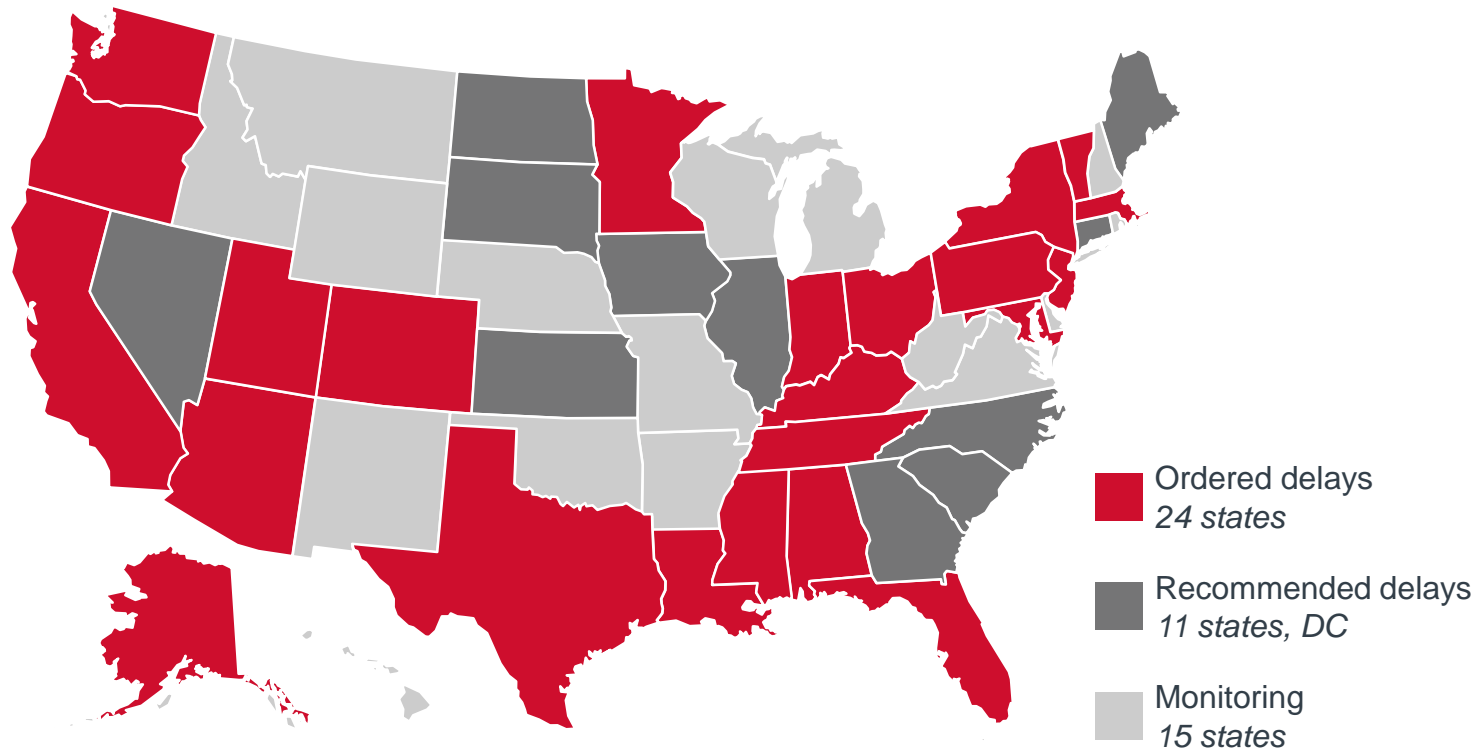 Ordered delays
24 states
Recommended delays
11 states, DC
Monitoring
15 states